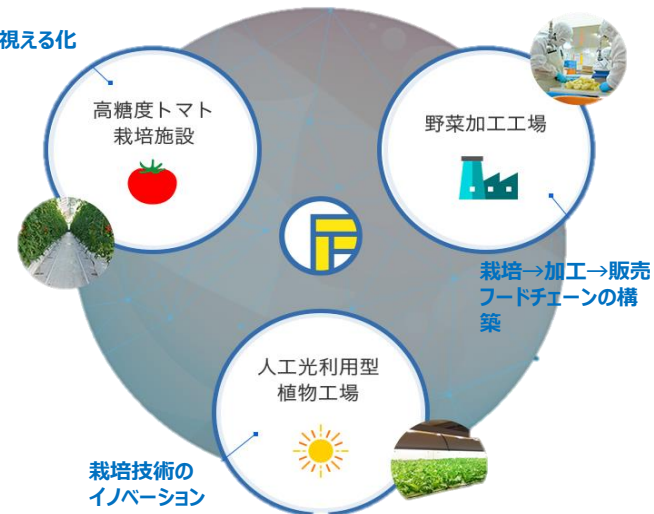 視える化
高糖度トマト
栽培施設
野菜加工工場
栽培→加工→販売
フードチェーンの構
築
人工光利用型
植物工場
栽培技術の
イノベーション